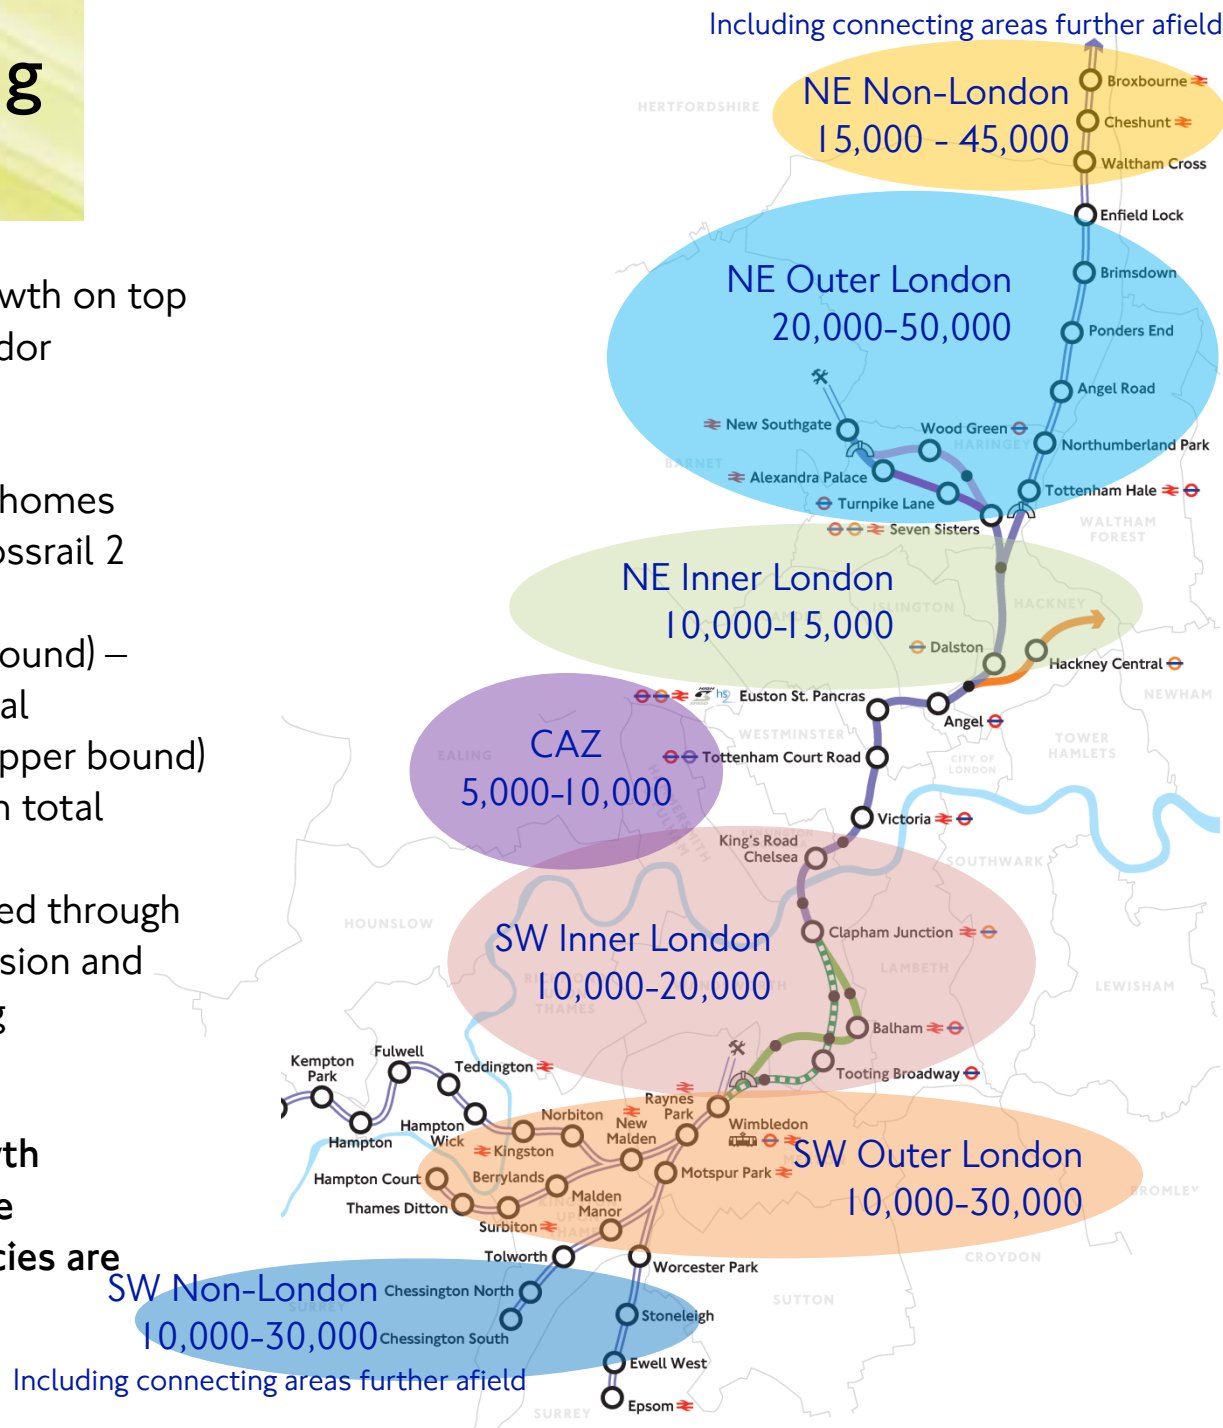 g
wth on top
dor
homes
ossrail 2
ound) –
al
pper bound)
n total
ed through
sion and
g
wth
e
cies are
Including connecting areas further afield
NE Non-London
15,000 - 45,000
HERTFORDSHIRE
Broxbourne
Cheshunt
Waltham Cross
Enfield Lock
NE Outer London
20,000-50,000
Brimsdown
Ponders End
Angel Road
New Southgate
Wood Green
HARINGEY
Northumberland Park
BARNET
Alexandra Palace
Turnpike Lane
Tottenham Hale
Seven Sisters
WALTHAM
FOREST
NE Inner London
10,000-15,000
ISLINGTON
HACKNEY
Dalston
Hackney Central
NEWHAM
Euston St. Pancras
hs2
Angel
WESTMINSTER
TOWER
HAMLETS
CITY OF
LONDON
CAZ
5,000-10,000
EALING
Tottenham Court Road
Victoria
King's Road
Chelsea
SOUTHWARK
HOUNSLOW
SW Inner London
10,000-20,000
Clapham Junction
LAMBETH
LEWISHAM
THAMES
Balham
Tooting Broadway
Kempton
Park
Fulwell
Teddington
Hampton
Hampton
Wick
Kingston
Norbiton
New
Malden
Raynes
Park
Wimbledon
SW Outer London
10,000-30,000
Motspur Park
Hampton Court
Berrylands
Thames Ditton
Malden
Manor
Surbiton
BROMLEY
CROYDON
Tolworth
Worcester Park
SW Non-London
10,000-30,000
SURREY
Chessington North
Chessington South
Stoneleigh
SUTTON
Ewell West
Including connecting areas further afield
Epsom
SURREY